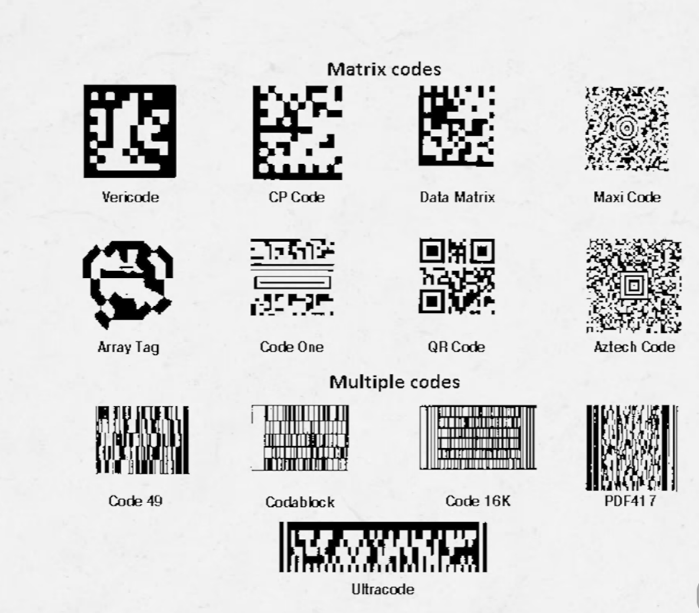 Matrix codes
Vericode CP Code Data Matrix Maxi Code
Array Tag Code One QR Code Aztech Code
Multiple codes
Code 49 Codablock Code 16K PDF417
Ultracode